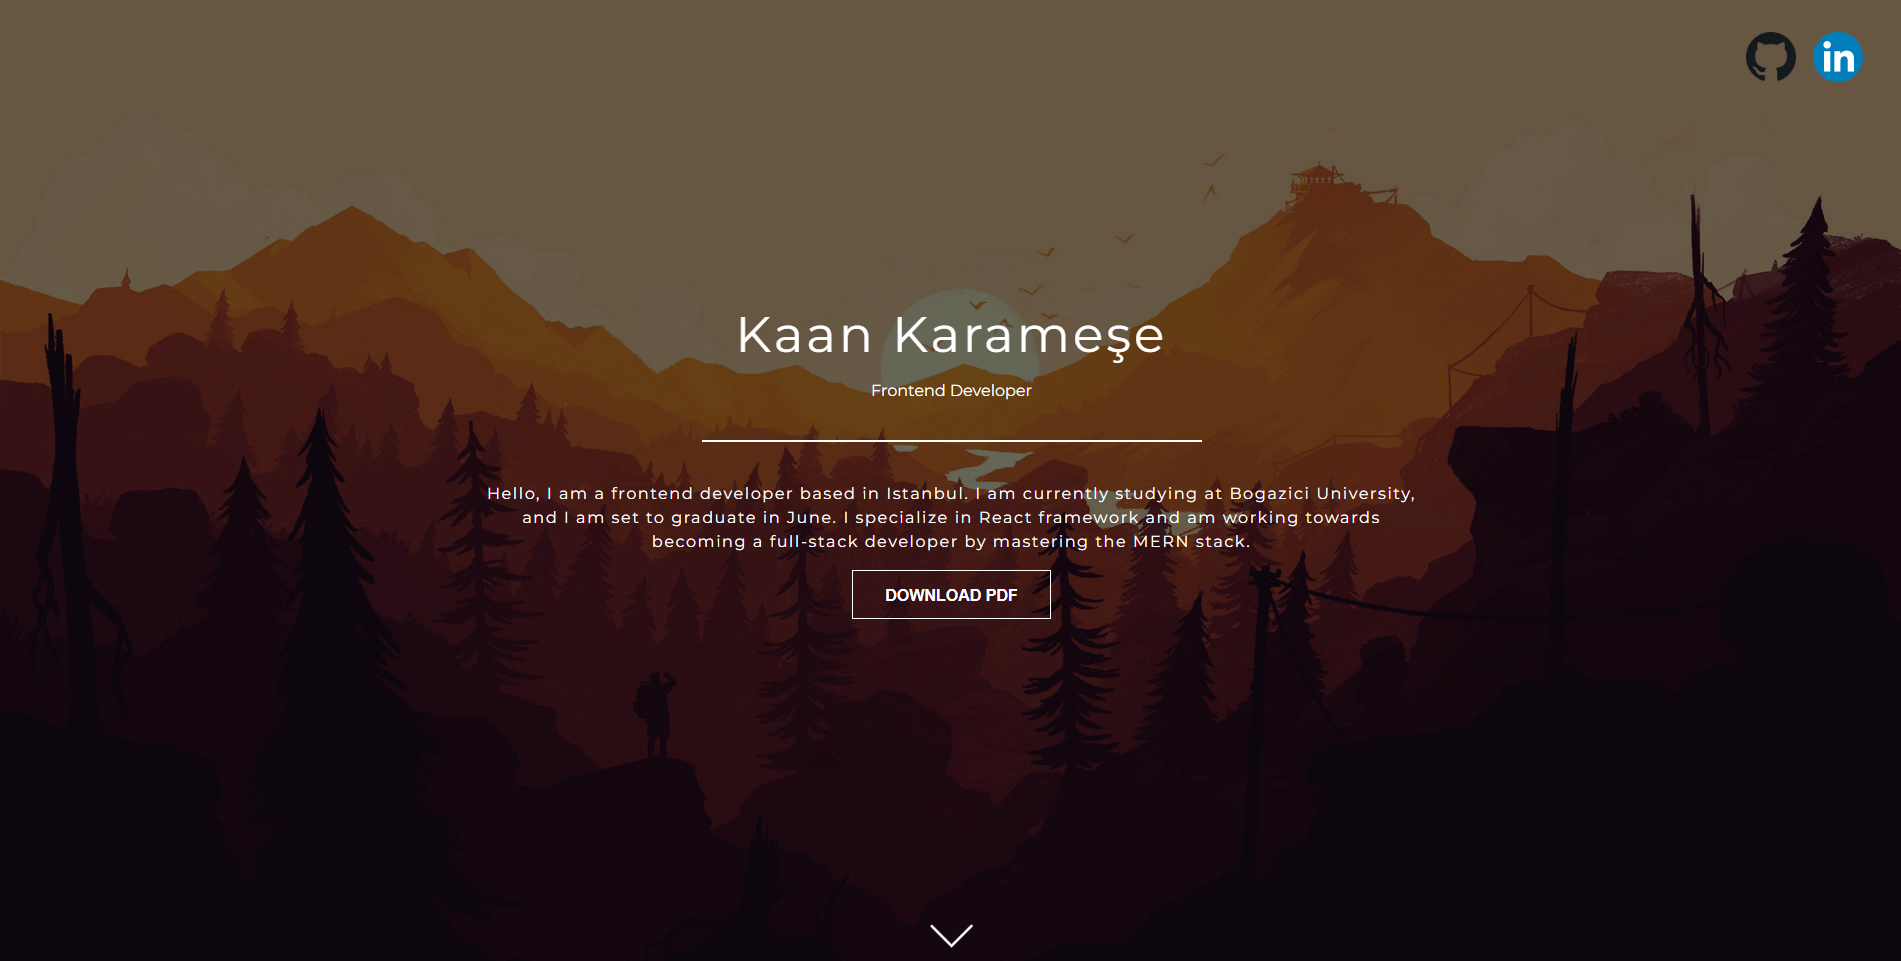 in
Kaan Karameşe
Frontend Developer
Hello, I am a frontend developer based in Istanbul. I am currently studying at Bogazici University,
and I am set to graduate in June. I specialize in React framework and am working towards
becoming a full-stack developer by mastering the MERN stack.
DOWNLOAD PDF